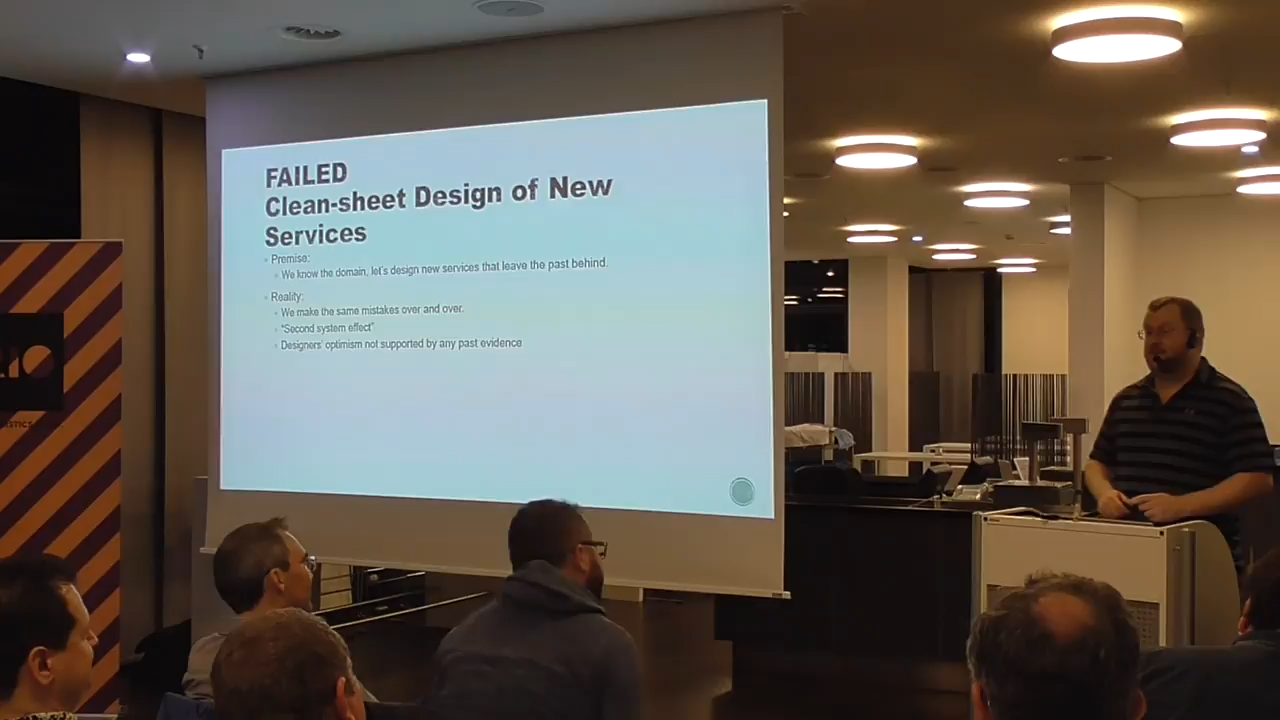 FAILED
Clean-sheet Design of New
Services
Premise:
We know the domain, let's design new services that leave the past behind.
Reality:
We make the same mistakes over and over.
"Second system effect"
Designers' optimism not supported by any past evidence